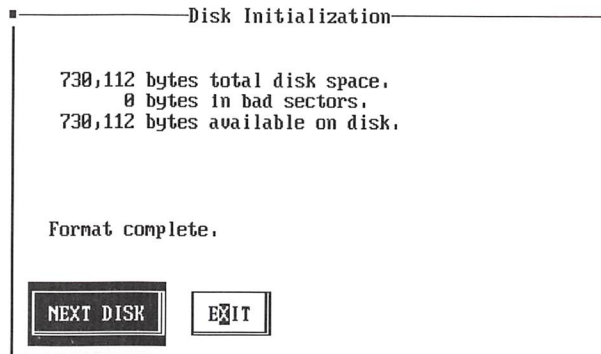 Disk Initialization
730,112 bytes total disk space.
0 bytes in bad sectors.
730,112 bytes available on disk.
Format complete.
NEXT DISK EXIT